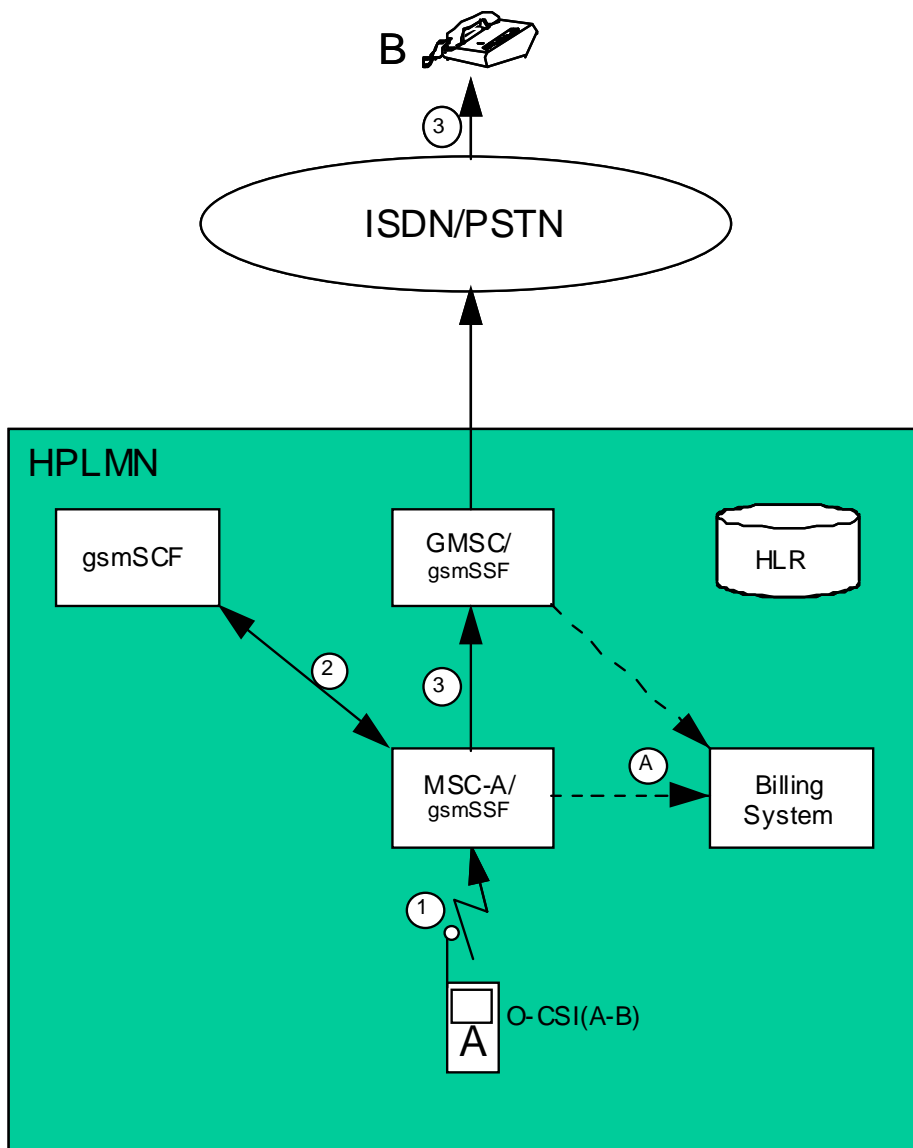 B
3
ISDN/PSTN
HPLMN
gsmSCF
GMSC/
gsmSSF
HLR
2
3
A
MSC-A/
gsmSSF
Billing
System
1
O-CSI(A-B)
A